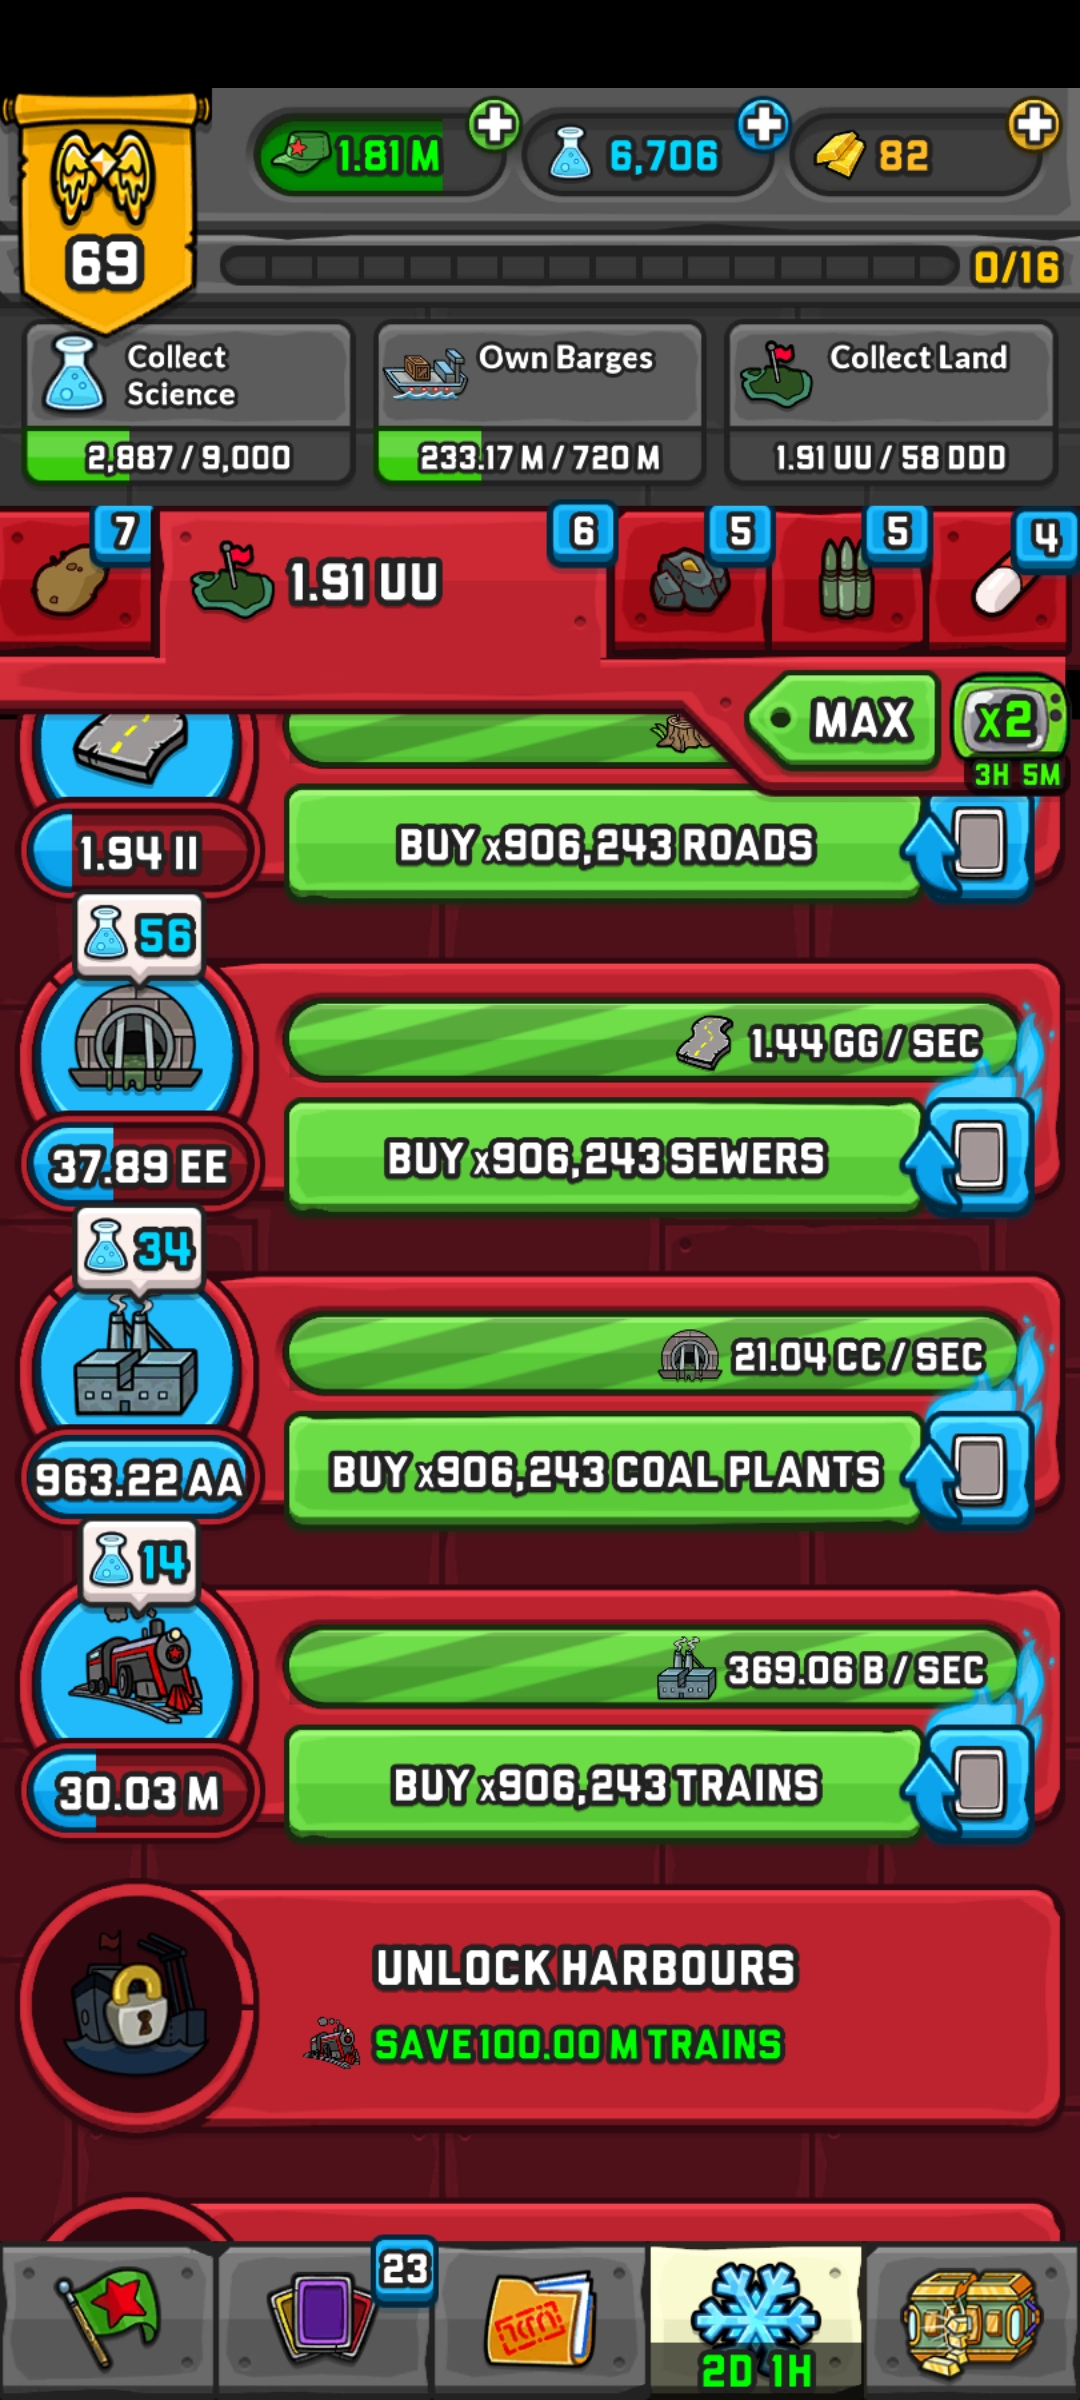 1.81 M
6,706
82
69
0/16
Collect Science
2,887 / 9,000
Own Barges
233.17 M / 720 M
Collect Land
1.91 UU / 58 DDD
7
1.91 UU
6
5
5
4
MAX
x2
3H 5M
1.94 II
BUY x906,243 ROADS
56
1.44 GG / SEC
37.89 EE
BUY x906,243 SEWERS
34
21.04 CC / SEC
963.22 AA
BUY x906,243 COAL PLANTS
14
369.06 B / SEC
30.03 M
BUY x906,243 TRAINS
UNLOCK HARBOURS
SAVE 100.00 M TRAINS
23
2D 1H